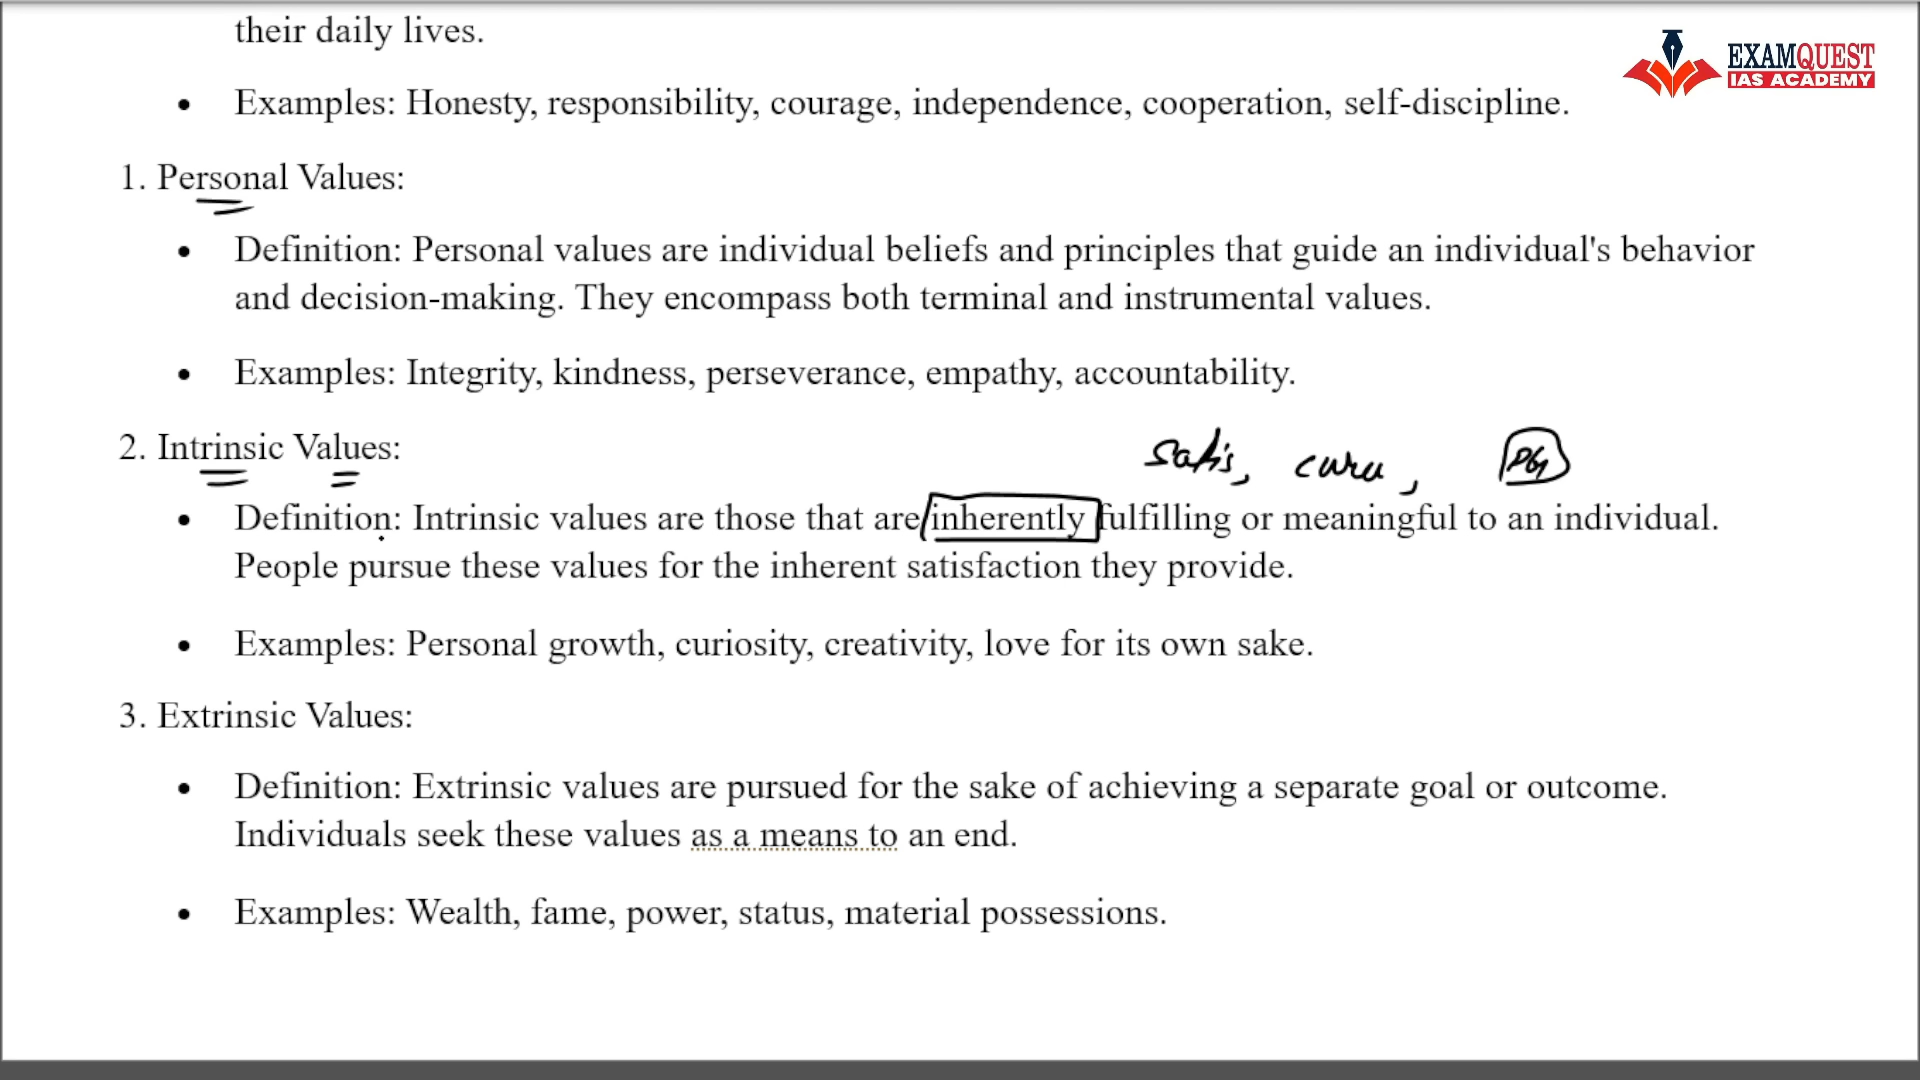 their daily lives.
EXAMQUEST
IAS ACADEMY
• Examples: Honesty, responsibility, courage, independence, cooperation, self-discipline.
1. Personal Values:
• Definition: Personal values are individual beliefs and principles that guide an individual's behavior
and decision-making. They encompass both terminal and instrumental values.
• Examples: Integrity, kindness, perseverance, empathy, accountability.
2. Intrinsic Values:
satis,
• Definition: Intrinsic values are those that are inherently fulfilling or meaningful to an individual.
People pursue these values for the inherent satisfaction they provide.
• Examples: Personal growth, curiosity, creativity, love for its own sake.
3. Extrinsic Values:
• Definition: Extrinsic values are pursued for the sake of achieving a separate goal or outcome.
Individuals seek these values as a means to an end.
• Examples: Wealth, fame, power, status, material possessions.